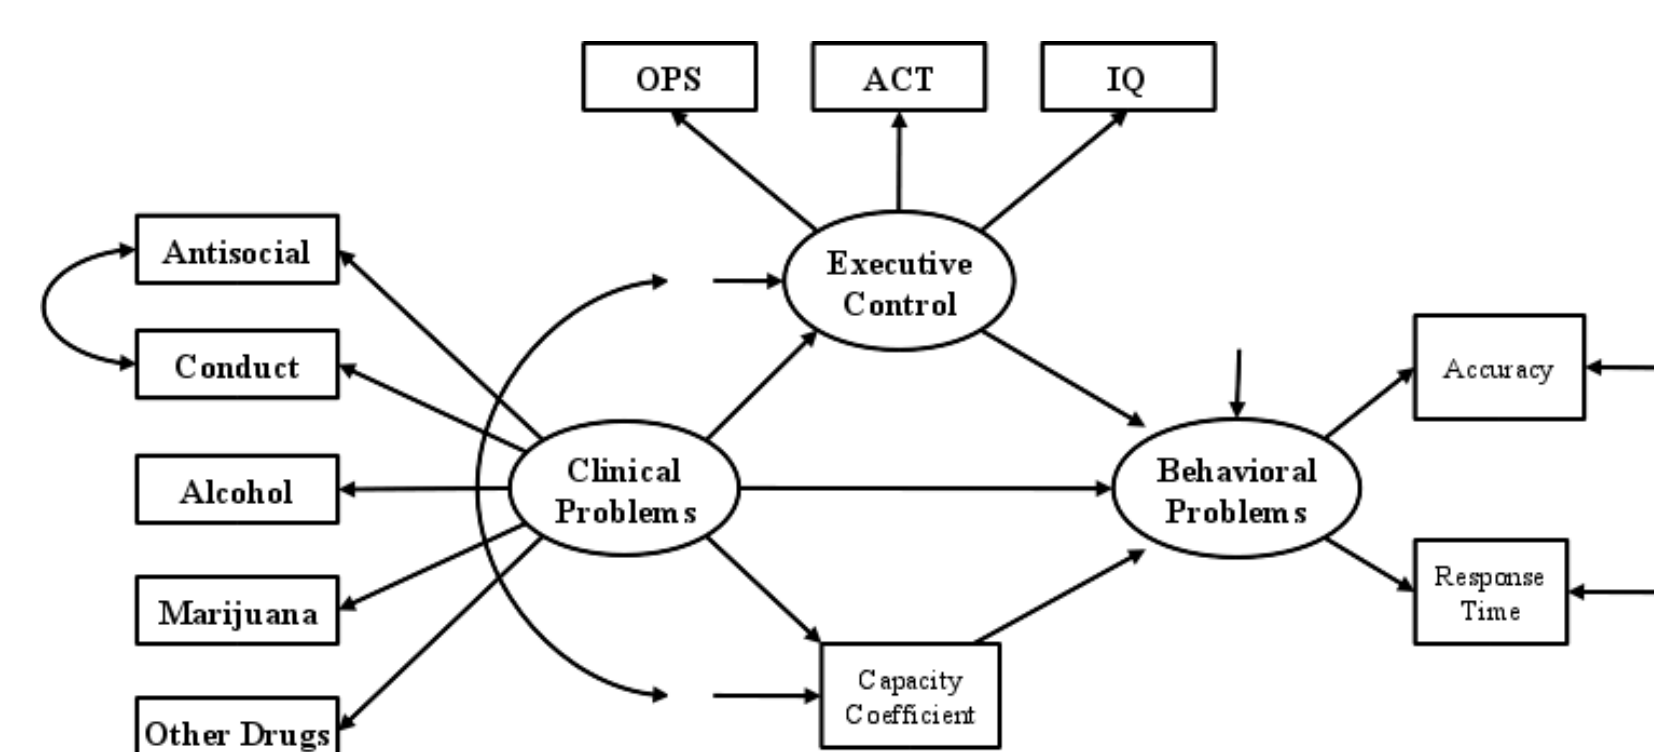 OPS
ACT
IQ
Antisocial
Executive
Control
Conduct
Accuracy
Alcohol
Clinical
Problems
Behavioral
Problems
Marijuana
Response
Time
Capacity
Coefficient
Other Drugs